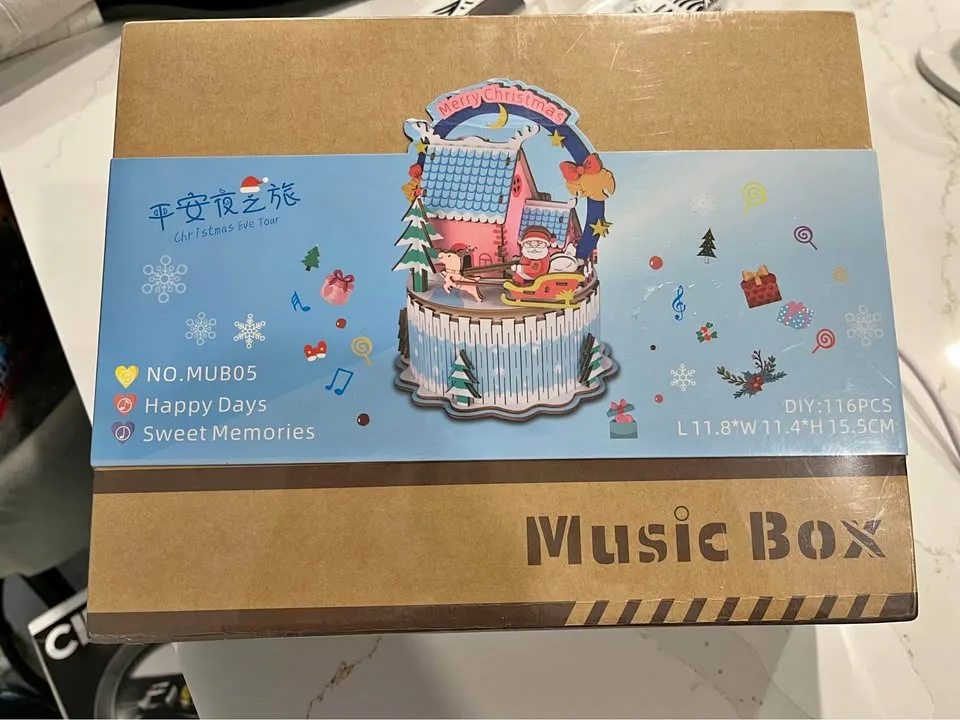 Merry Christmas
平安夜之旅
Christmas Eve Tour
NO.MUB05
Happy Days
Sweet Memories
DIY:116PCS
L 11.8*W 11.4*H 15.5CM
Music Box